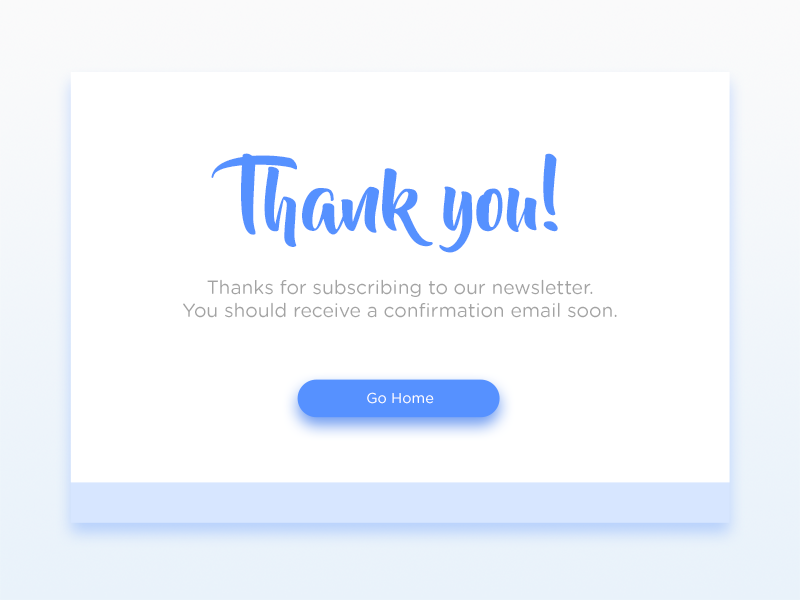 Thank you!
Thanks for subscribing to our newsletter.
You should receive a confirmation email soon.
Go Home